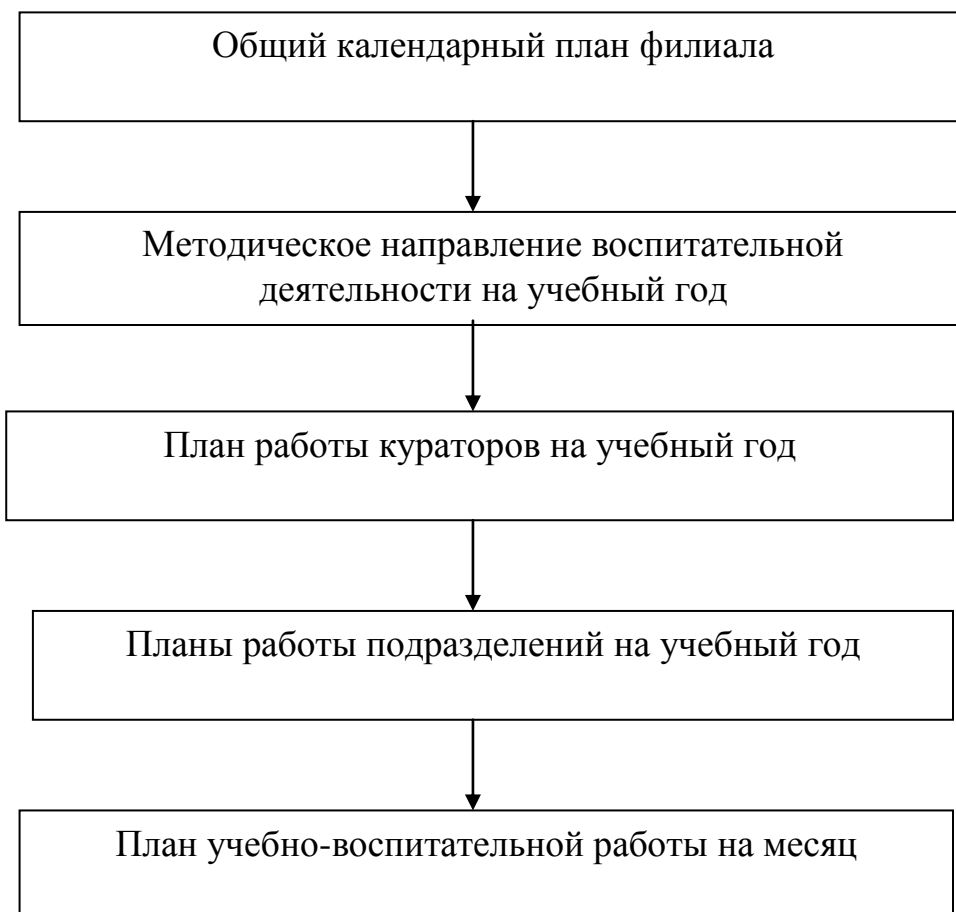 Общий календарный план филиала
Методическое направление воспитательной
деятельности на учебный год
План работы кураторов на учебный год
Планы работы подразделений на учебный год
План учебно-воспитательной работы на месяц